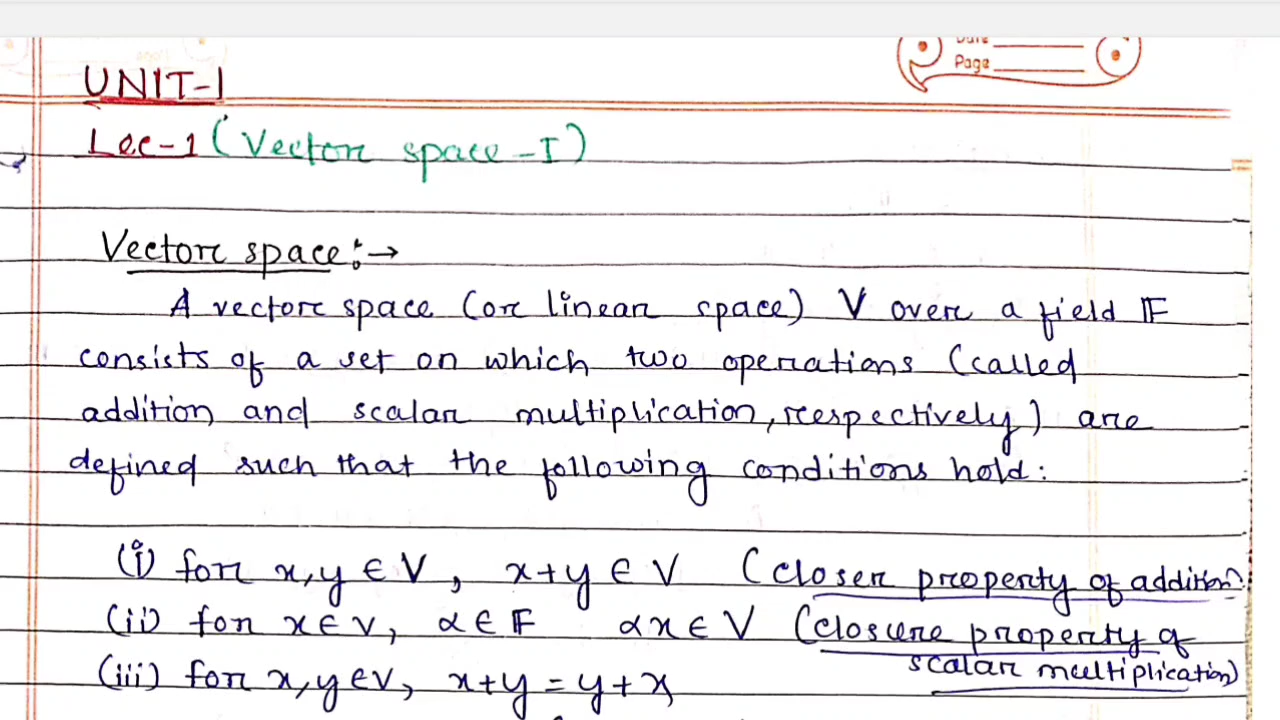 Date
Page
UNIT-1
Lec-1 (Vector space -I)
Vector space :→
A vector space (or linear space) V over a field 𝔽
consists of a set on which two operations (called
addition and scalar multiplication, respectively) are
defined such that the following conditions hold:
(i) for x, y ∈ V, x+y ∈ V (closer property of addition)
(ii) for x ∈ V, α ∈ 𝔽 αx ∈ V (closure property of
scalar multiplication)
(iii) for x, y ∈ V, x+y = y+x